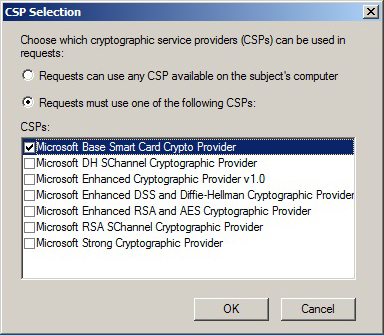 CSP Selection
Choose which cryptographic service providers (CSPs) can be used in
requests:
Requests can use any CSP available on the subject's computer
Requests must use one of the following CSPs:
CSPs:
Microsoft Base Smart Card Crypto Provider
Microsoft DH SChannel Cryptographic Provider
Microsoft Enhanced Cryptographic Provider v1.0
Microsoft Enhanced DSS and Diffie-Hellman Cryptographic Provider
Microsoft Enhanced RSA and AES Cryptographic Provider
Microsoft RSA SChannel Cryptographic Provider
Microsoft Strong Cryptographic Provider
OK Cancel